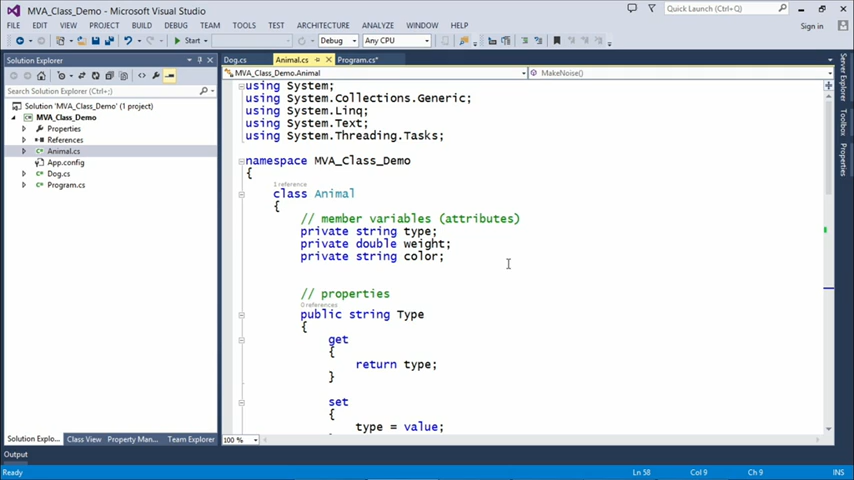 MVA_Class_Demo - Microsoft Visual Studio
Quick Launch (Ctrl+Q)
FILE EDIT VIEW PROJECT BUILD DEBUG TEAM TOOLS TEST ARCHITECTURE ANALYZE WINDOW HELP
Sign in
Start Debug Any CPU
Solution Explorer
Dog.cs Animal.cs Program.cs*
MVA_Class_Demo.Animal
MakeNoise()
Search Solution Explorer (Ctrl+;)
Solution 'MVA_Class_Demo' (1 project)
MVA_Class_Demo
Properties
References
Animal.cs
App.config
Dog.cs
Program.cs
using System;
using System.Collections.Generic;
using System.Linq;
using System.Text;
using System.Threading.Tasks;
namespace MVA_Class_Demo
{
1 reference
class Animal
{
// member variables (attributes)
private string type;
private double weight;
private string color;
// properties
0 references
public string Type
{
get
{
return type;
}
set
{
type = value;
100 %
Server Explorer
Toolbox
Properties
Solution Explo... Class View Property Man... Team Explorer
Output
Ready
Ln 58 Col 9 Ch 9 INS